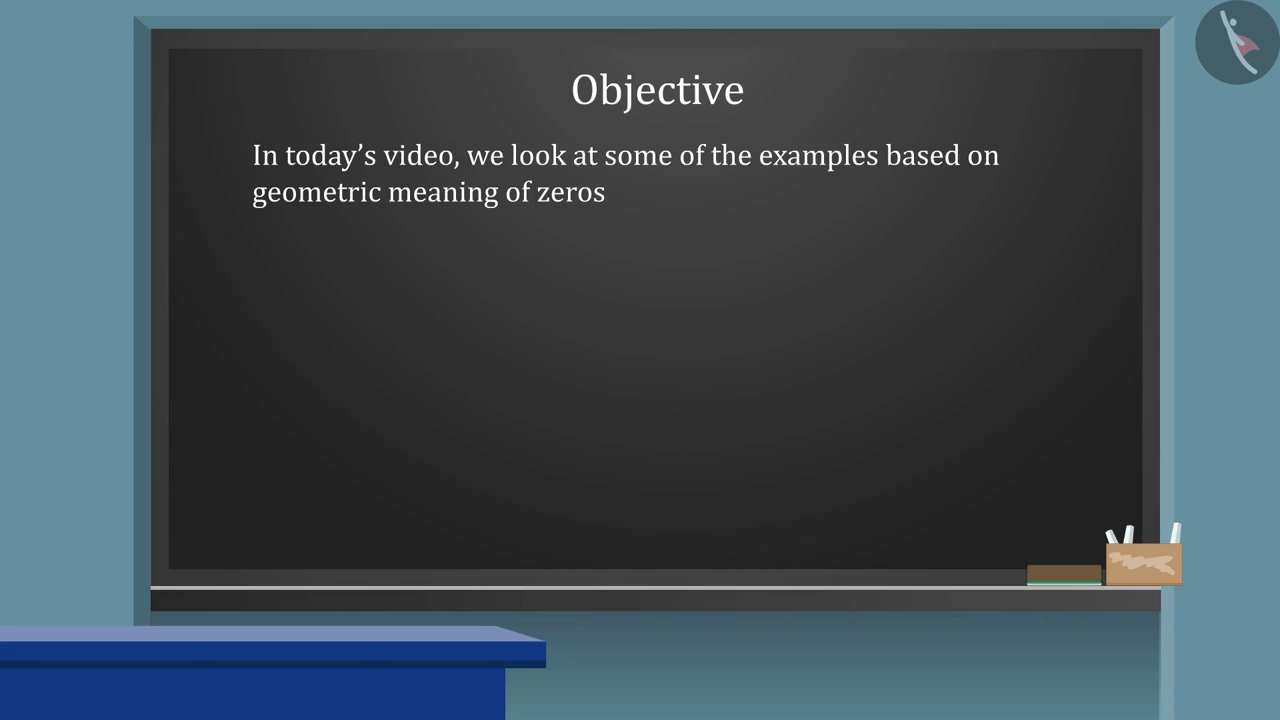 Objective
In today’s video, we look at some of the examples based on
geometric meaning of zeros